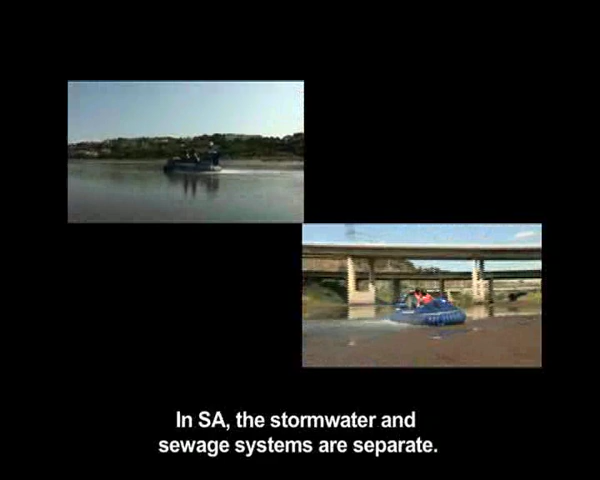 In SA, the stormwater and
sewage systems are separate.